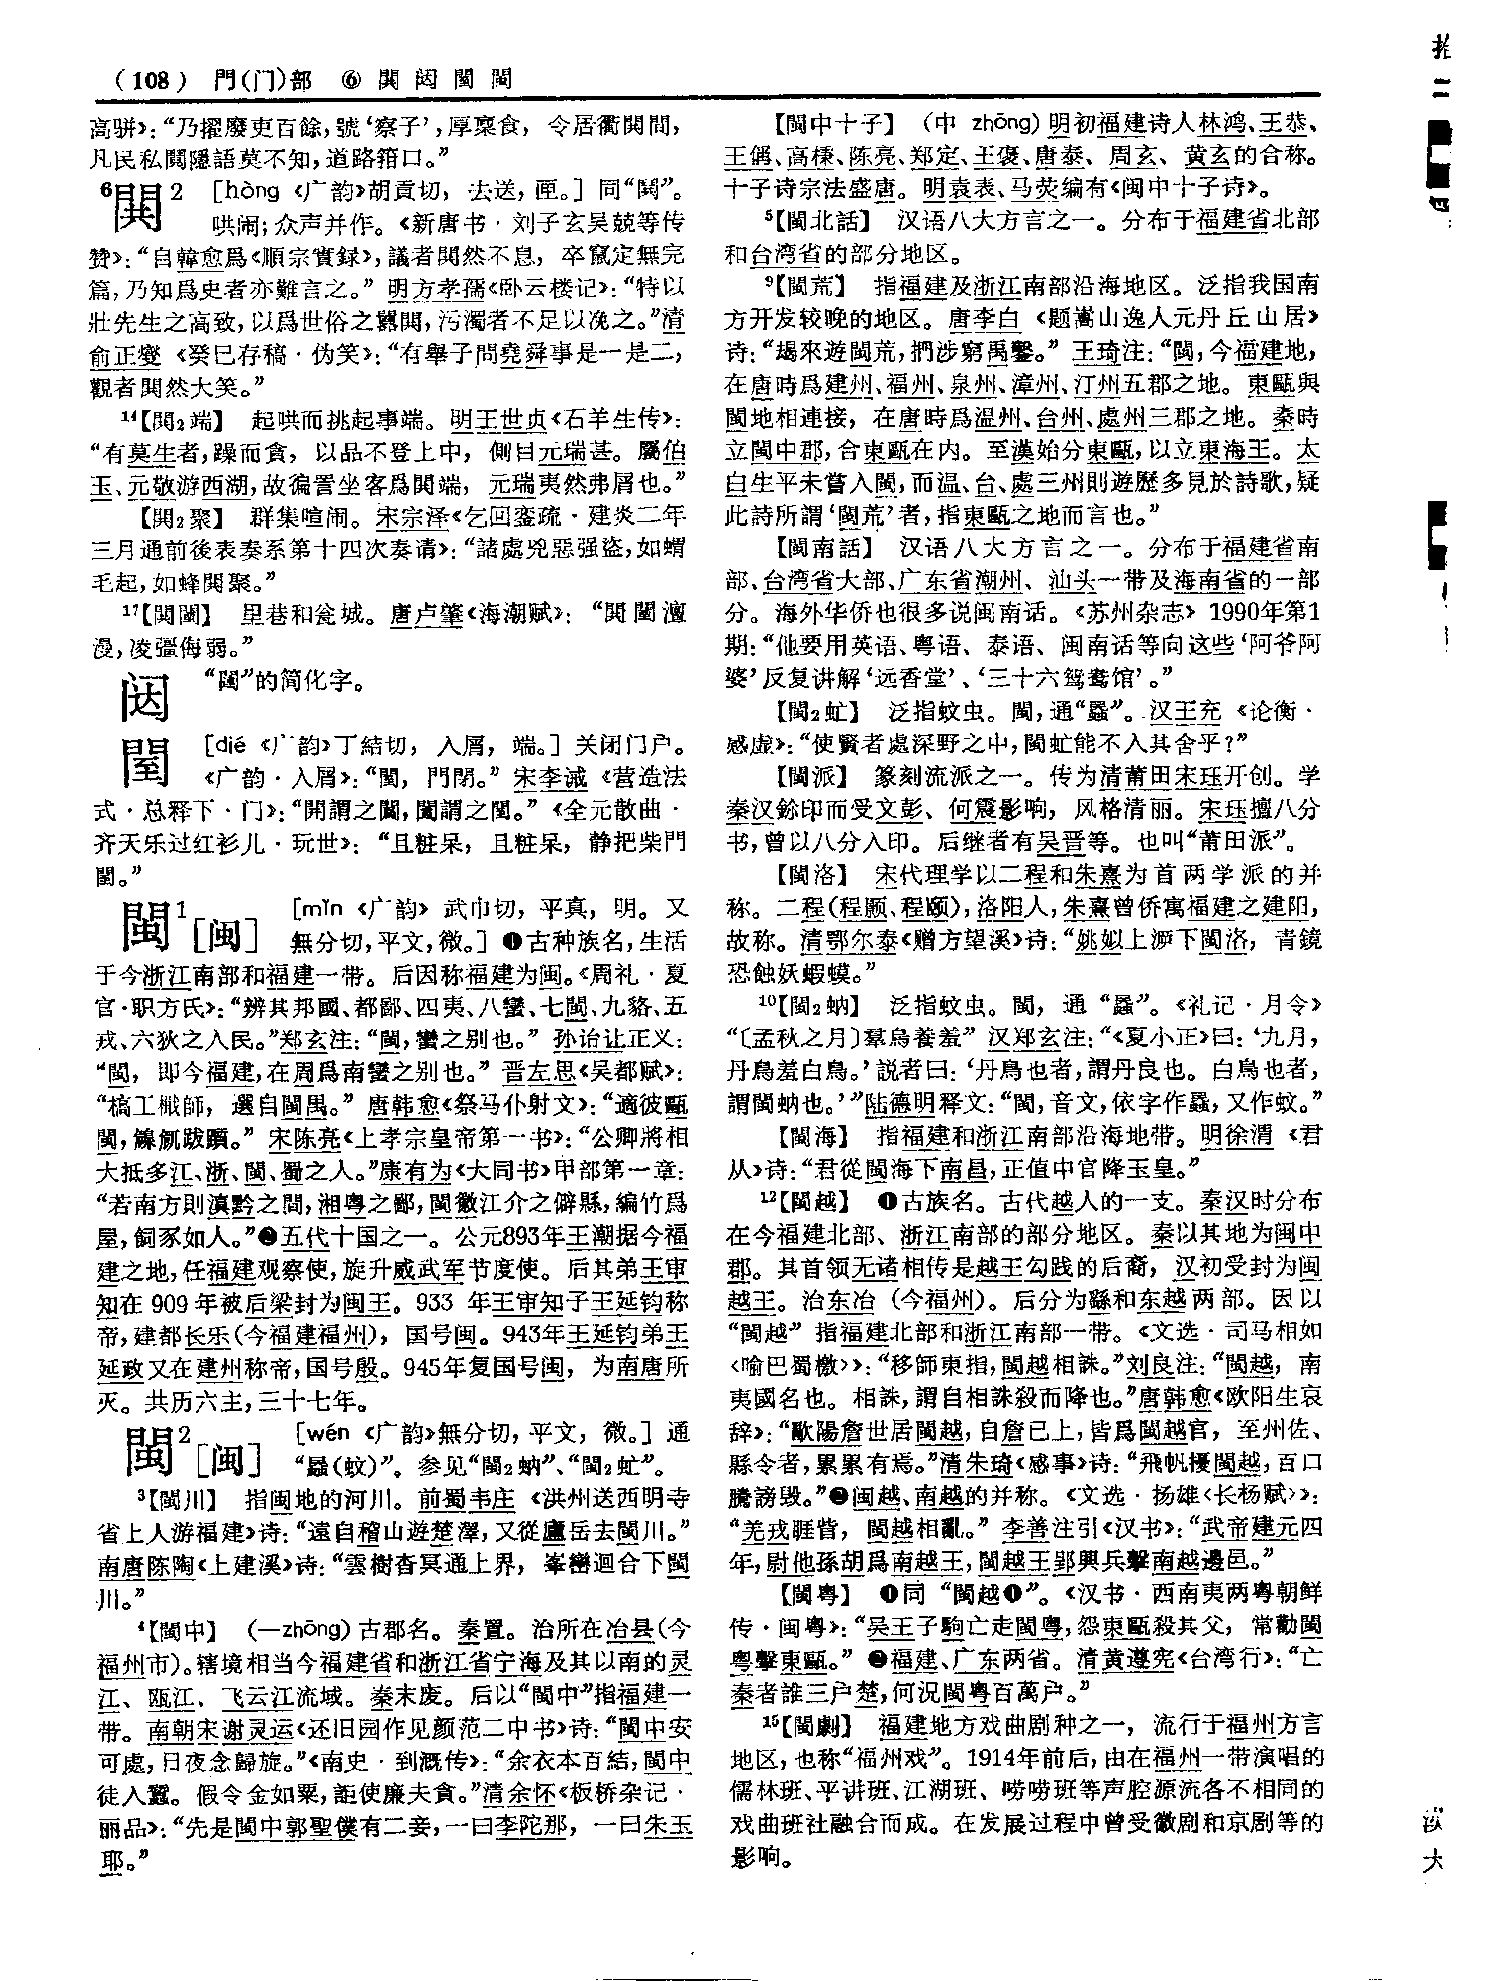 （108） 門(门)部 ⑥ 閧 闼 閩 閩
高骈》：“乃擢廢吏百餘，號‘察子’，厚稟食，令居衢閧間，
凡民私鬩隱語莫不知，道路箝口。”
⁶閧2 ［hòng《广韵》胡貢切，去送，匣。］同“鬨”。
哄闹；众声并作。《新唐书·刘子玄吴兢等传
赞》：“自韓愈爲《順宗實録》，議者閧然不息，卒竄定無完
篇，乃知爲史者亦難言之。”明方孝孺《卧云楼记》：“特以
壯先生之高致，以爲世俗之囂閧，污濁者不足以浼之。”清
俞正燮《癸巳存稿·伪笑》：“有舉子問堯舜事是一是二，
觀者閧然大笑。”
¹⁴【閧₂端】 起哄而挑起事端。明王世贞《石羊生传》：
“有莫生者，躁而貪，以品不登上中，側目元瑞甚。屬伯
玉、元敬游西湖，故徧詈坐客爲閧端，元瑞夷然弗屑也。”
【閧₂聚】 群集喧闹。宋宗泽《乞回銮疏·建炎二年
三月通前後表奏系第十四次奏请》：“諸處兇惡强盗，如蝟
毛起，如蜂閧聚。”
¹⁷【閧闉】 里巷和瓮城。唐卢肇《海潮赋》：“閧闉澶
漫，凌彊侮弱。”
闼 “闥”的简化字。
閮 ［dié《广韵》丁結切，入屑，端。］关闭门户。
《广韵·入屑》：“閮，門閉。”宋李诫《营造法
式·总释下·门》：“開謂之闓，闔謂之閮。”《全元散曲·
齐天乐过红衫儿·玩世》：“且粧呆，且粧呆，静把柴門
閮。”
閩1［闽］ ［mǐn《广韵》武巾切，平真，明。又
無分切，平文，微。］❶古种族名，生活
于今浙江南部和福建一带。后因称福建为闽。《周礼·夏
官·职方氏》：“辨其邦國、都鄙、四夷、八蠻、七閩、九貉、五
戎、六狄之人民。”郑玄注：“閩，蠻之别也。”孙诒让正义：
“閩，即今福建，在周爲南蠻之别也。”晋左思《吴都赋》：
“槁工檝師，選自閩禺。”唐韩愈《祭马仆射文》：“適彼甌
閩，鱗刻跋躓。”宋陈亮《上孝宗皇帝第一书》：“公卿將相
大抵多江、浙、閩、蜀之人。”康有为《大同书》甲部第一章：
“若南方則滇黔之間，湘粤之鄙，閩徼江介之僻縣，編竹爲
屋，飼豕如人。”❷五代十国之一。公元893年王潮据今福
建之地，任福建观察使，旋升威武军节度使。后其弟王审
知在909年被后梁封为闽王。933年王审知子王延钧称
帝，建都长乐(今福建福州)，国号闽。943年王延钧弟王
延政又在建州称帝，国号殷。945年复国号闽，为南唐所
灭。共历六主，三十七年。
閩2［闽］ ［wén《广韵》無分切，平文，微。］通
“蟁(蚊)”。参见“閩₂蚋”、“閩₂虻”。
³【閩川】 指闽地的河川。前蜀韦庄《洪州送西明寺
省上人游福建》诗：“遠自稽山遊楚澤，又從廬岳去閩川。”
南唐陈陶《上建溪》诗：“雲樹杳冥通上界，峯巒迴合下閩
川。”
⁴【閩中】 (—zhōng) 古郡名。秦置。治所在冶县(今
福州市)。辖境相当今福建省和浙江省宁海及其以南的灵
江、瓯江、飞云江流域。秦末废。后以“閩中”指福建一
带。南朝宋谢灵运《还旧园作见颜范二中书》诗：“閩中安
可處，日夜念歸旋。”《南史·到溉传》：“余衣本百結，閩中
徒入蠶。假令金如粟，詎使廉夫貪。”清余怀《板桥杂记·
丽品》：“先是閩中郭聖僕有二妾，一曰李陀那，一曰朱玉
耶。”
【閩中十子】 （中 zhōng）明初福建诗人林鸿、王恭、
王偁、高棅、陈亮、郑定、王褒、唐泰、周玄、黄玄的合称。
十子诗宗法盛唐。明袁表、马荧编有《闽中十子诗》。
⁵【閩北話】 汉语八大方言之一。分布于福建省北部
和台湾省的部分地区。
⁹【閩荒】 指福建及浙江南部沿海地区。泛指我国南
方开发较晚的地区。唐李白《题嵩山逸人元丹丘山居》
诗：“朅來遊閩荒，捫涉窮禹鑿。”王琦注：“閩，今福建地，
在唐時爲建州、福州、泉州、漳州、汀州五郡之地。東甌與
閩地相連接，在唐時爲温州、台州、處州三郡之地。秦時
立閩中郡，合東甌在内。至漢始分東甌，以立東海王。太
白生平未嘗入閩，而温、台、處三州則遊歷多見於詩歌，疑
此詩所謂‘閩荒’者，指東甌之地而言也。”
【閩南話】 汉语八大方言之一。分布于福建省南
部、台湾省大部、广东省潮州、汕头一带及海南省的一部
分。海外华侨也很多说闽南话。《苏州杂志》1990年第1
期：“他要用英语、粤语、泰语、闽南话等向这些‘阿爷阿
婆’反复讲解‘远香堂’、‘三十六鸳鸯馆’。”
【閩₂虻】 泛指蚊虫。閩，通“蟁”。汉王充《论衡·
感虚》：“使賢者處深野之中，閩虻能不入其舍乎？”
【閩派】 篆刻流派之一。传为清莆田宋珏开创。学
秦汉鉩印而受文彭、何震影响，风格清丽。宋珏擅八分
书，曾以八分入印。后继者有吴晋等。也叫“莆田派”。
【閩洛】 宋代理学以二程和朱熹为首两学派的并
称。二程(程颢、程颐)，洛阳人，朱熹曾侨寓福建之建阳，
故称。清鄂尔泰《赠方望溪》诗：“姚姒上泝下閩洛，青鏡
恐蝕妖蝦蟆。”
¹⁰【閩₂蚋】 泛指蚊虫。閩，通“蟁”。《礼记·月令》
“〔孟秋之月〕羣鳥養羞”汉郑玄注：“《夏小正》曰：‘九月，
丹鳥羞白鳥。’説者曰：‘丹鳥也者，謂丹良也。白鳥也者，
謂閩蚋也。’”陆德明释文：“閩，音文，依字作蟁，又作蚊。”
【閩海】 指福建和浙江南部沿海地带。明徐渭《君
从》诗：“君從閩海下南昌，正值中官降玉皇。”
¹²【閩越】 ❶古族名。古代越人的一支。秦汉时分布
在今福建北部、浙江南部的部分地区。秦以其地为闽中
郡。其首领无诸相传是越王勾践的后裔，汉初受封为闽
越王。治东冶（今福州）。后分为繇和东越两部。因以
“閩越”指福建北部和浙江南部一带。《文选·司马相如
〈喻巴蜀檄〉》：“移師東指，閩越相誅。”刘良注：“閩越，南
夷國名也。相誅，謂自相誅殺而降也。”唐韩愈《欧阳生哀
辞》：“歐陽詹世居閩越，自詹已上，皆爲閩越官，至州佐、
縣令者，累累有焉。”清朱琦《感事》诗：“飛帆擾閩越，百口
騰謗毁。”❷闽越、南越的并称。《文选·扬雄〈长杨赋〉》：
“羌戎睚眥，閩越相亂。”李善注引《汉书》：“武帝建元四
年，尉他孫胡爲南越王，閩越王郢興兵擊南越邊邑。”
【閩粤】 ❶同“閩越❶”。《汉书·西南夷两粤朝鲜
传·闽粤》：“吴王子駒亡走閩粤，怨東甌殺其父，常勸閩
粤擊東甌。”❷福建、广东两省。清黄遵宪《台湾行》：“亡
秦者誰三户楚，何況閩粤百萬户。”
¹⁵【閩劇】 福建地方戏曲剧种之一，流行于福州方言
地区，也称“福州戏”。1914年前后，由在福州一带演唱的
儒林班、平讲班、江湖班、唠唠班等声腔源流各不相同的
戏曲班社融合而成。在发展过程中曾受徽剧和京剧等的
影响。